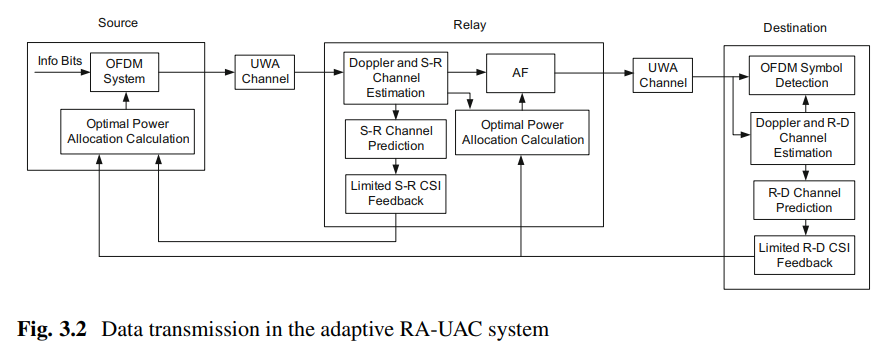 Source
Info Bits
OFDM
System
Optimal Power
Allocation Calculation
UWA
Channel
Relay
Doppler and S-R
Channel
Estimation
AF
S-R Channel
Prediction
Optimal Power
Allocation Calculation
Limited S-R CSI
Feedback
UWA
Channel
Destination
OFDM Symbol
Detection
Doppler and R-D
Channel
Estimation
R-D Channel
Prediction
Limited R-D CSI
Feedback
Fig. 3.2 Data transmission in the adaptive RA-UAC system